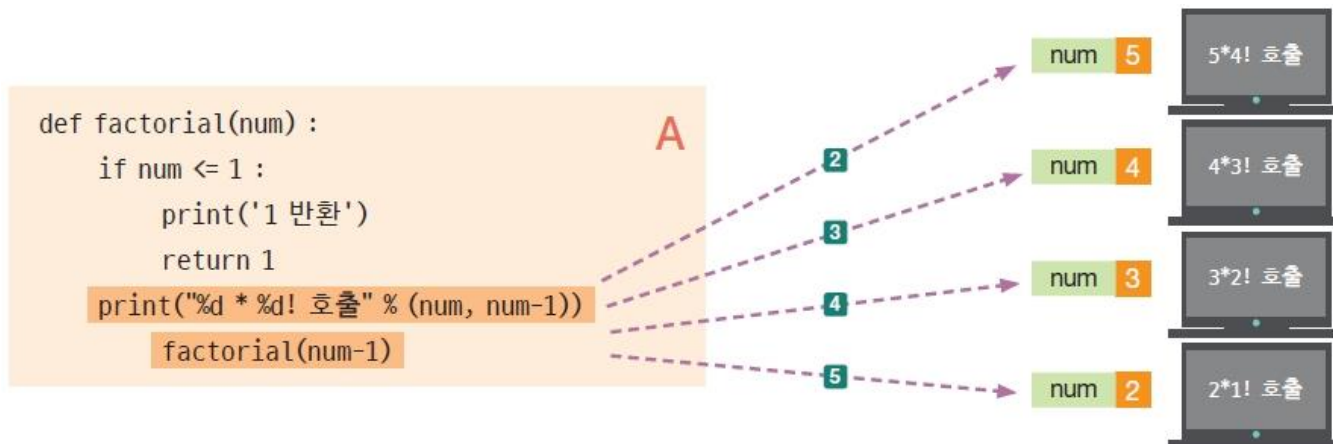 def factorial(num) :
if num <= 1 :
print('1 반환')
return 1
print("%d * %d! 호출" % (num, num-1))
factorial(num-1)
A
2
3
4
5
num 5
5*4! 호출
num 4
4*3! 호출
num 3
3*2! 호출
num 2
2*1! 호출